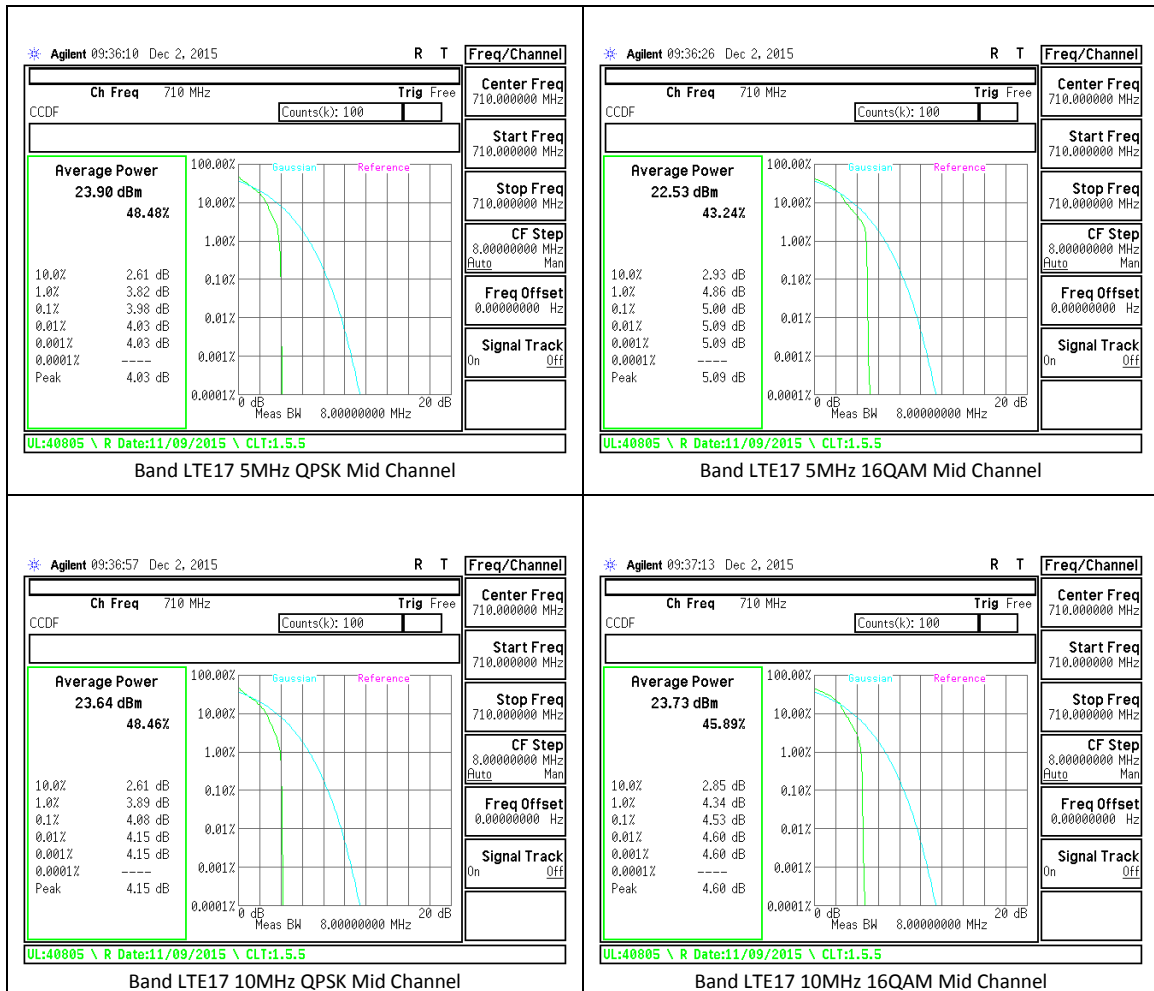 Agilent 09:36:10 Dec 2, 2015 R T Freq/Channel
Ch Freq 710 MHz Trig Free
CCDF Counts(k): 100
Center Freq
710.000000 MHz
Start Freq
710.000000 MHz
Stop Freq
710.000000 MHz
CF Step
8.00000000 MHz
Auto Man
Freq Offset
0.00000000 Hz
Signal Track
On Off
Average Power
23.90 dBm
48.48%
10.0% 2.61 dB
1.0% 3.82 dB
0.1% 3.98 dB
0.01% 4.03 dB
0.001% 4.03 dB
0.0001% ----
Peak 4.03 dB
100.00% Gaussian Reference
10.00%
1.00%
0.10%
0.01%
0.001%
0.0001%
0 dB 20 dB
Meas BW 8.00000000 MHz
UL:40805 \ R Date:11/09/2015 \ CLT:1.5.5
Band LTE17 5MHz QPSK Mid Channel
Agilent 09:36:26 Dec 2, 2015 R T Freq/Channel
Ch Freq 710 MHz Trig Free
CCDF Counts(k): 100
Center Freq
710.000000 MHz
Start Freq
710.000000 MHz
Stop Freq
710.000000 MHz
CF Step
8.00000000 MHz
Auto Man
Freq Offset
0.00000000 Hz
Signal Track
On Off
Average Power
22.53 dBm
43.24%
10.0% 2.93 dB
1.0% 4.86 dB
0.1% 5.00 dB
0.01% 5.09 dB
0.001% 5.09 dB
0.0001% ----
Peak 5.09 dB
100.00% Gaussian Reference
10.00%
1.00%
0.10%
0.01%
0.001%
0.0001%
0 dB 20 dB
Meas BW 8.00000000 MHz
UL:40805 \ R Date:11/09/2015 \ CLT:1.5.5
Band LTE17 5MHz 16QAM Mid Channel
Agilent 09:36:57 Dec 2, 2015 R T Freq/Channel
Ch Freq 710 MHz Trig Free
CCDF Counts(k): 100
Center Freq
710.000000 MHz
Start Freq
710.000000 MHz
Stop Freq
710.000000 MHz
CF Step
8.00000000 MHz
Auto Man
Freq Offset
0.00000000 Hz
Signal Track
On Off
Average Power
23.64 dBm
48.46%
10.0% 2.61 dB
1.0% 3.89 dB
0.1% 4.08 dB
0.01% 4.15 dB
0.001% 4.15 dB
0.0001% ----
Peak 4.15 dB
100.00% Gaussian Reference
10.00%
1.00%
0.10%
0.01%
0.001%
0.0001%
0 dB 20 dB
Meas BW 8.00000000 MHz
UL:40805 \ R Date:11/09/2015 \ CLT:1.5.5
Band LTE17 10MHz QPSK Mid Channel
Agilent 09:37:13 Dec 2, 2015 R T Freq/Channel
Ch Freq 710 MHz Trig Free
CCDF Counts(k): 100
Center Freq
710.000000 MHz
Start Freq
710.000000 MHz
Stop Freq
710.000000 MHz
CF Step
8.00000000 MHz
Auto Man
Freq Offset
0.00000000 Hz
Signal Track
On Off
Average Power
23.73 dBm
45.89%
10.0% 2.85 dB
1.0% 4.34 dB
0.1% 4.53 dB
0.01% 4.60 dB
0.001% 4.60 dB
0.0001% ----
Peak 4.60 dB
100.00% Gaussian Reference
10.00%
1.00%
0.10%
0.01%
0.001%
0.0001%
0 dB 20 dB
Meas BW 8.00000000 MHz
UL:40805 \ R Date:11/09/2015 \ CLT:1.5.5
Band LTE17 10MHz 16QAM Mid Channel